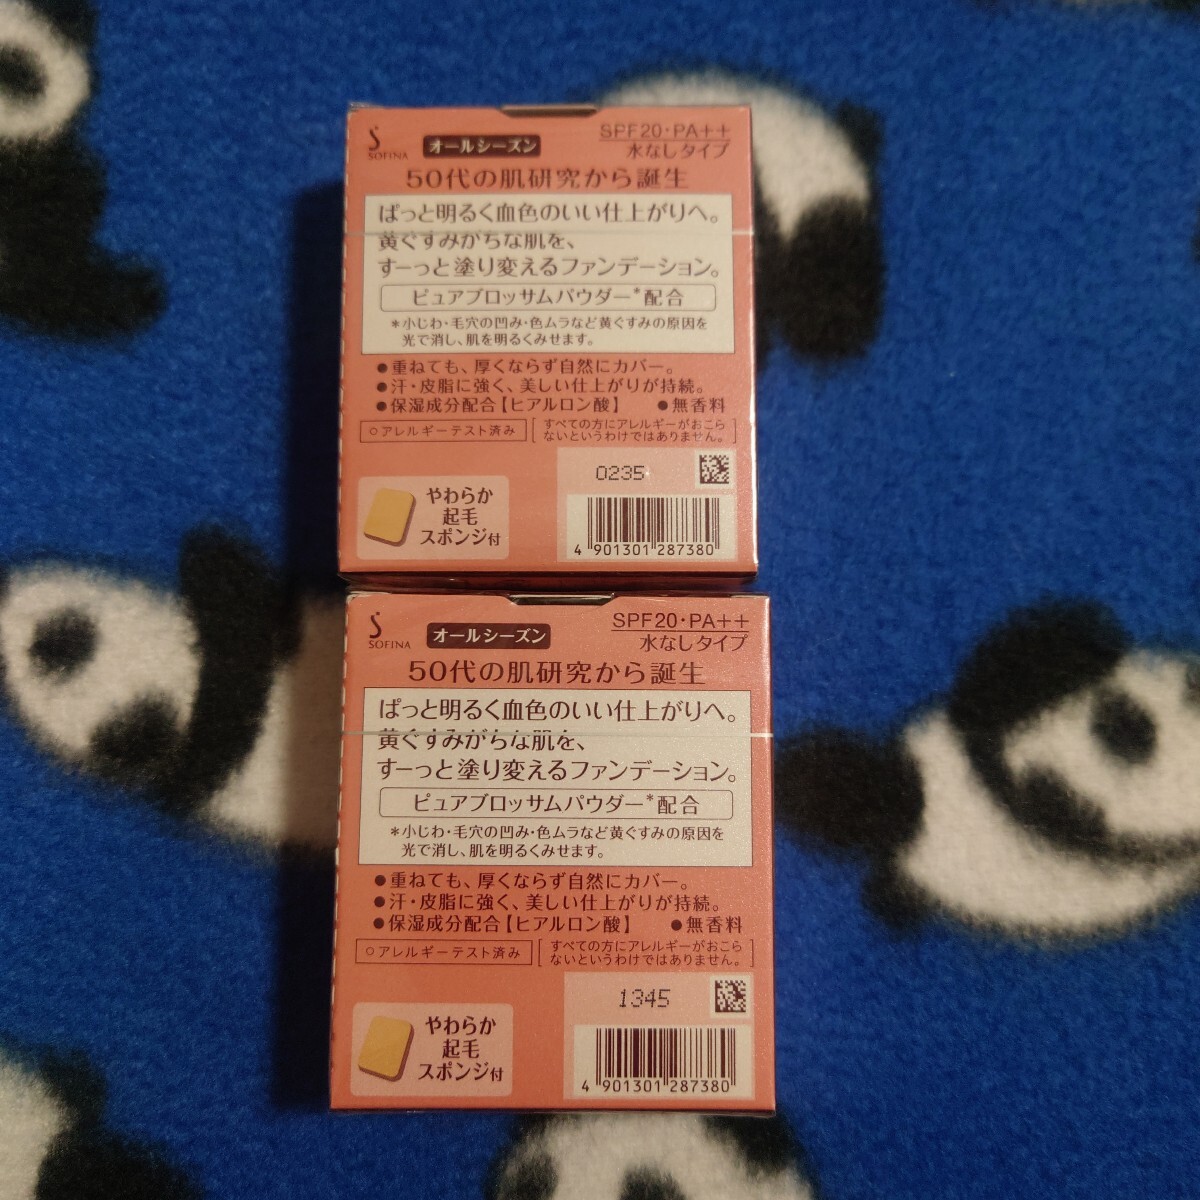 SOFINA
オールシーズン
SPF20・PA++
水なしタイプ
50代の肌研究から誕生
ぱっと明るく血色のいい仕上がりへ。
黄ぐすみがちな肌を、
すーっと塗り変えるファンデーション。
ピュアブロッサムパウダー*配合
*小じわ・毛穴の凹み・色ムラなど黄ぐすみの原因を
光で消し、肌を明るくみせます。
●重ねても、厚くならず自然にカバー。
●汗・皮脂に強く、美しい仕上がりが持続。
●保湿成分配合【ヒアルロン酸】 ●無香料
○アレルギーテスト済み
すべての方にアレルギーがおこら
ないというわけではありません。
やわらか
起毛
スポンジ付
0235
4 901301 287380
SOFINA
オールシーズン
SPF20・PA++
水なしタイプ
50代の肌研究から誕生
ぱっと明るく血色のいい仕上がりへ。
黄ぐすみがちな肌を、
すーっと塗り変えるファンデーション。
ピュアブロッサムパウダー*配合
*小じわ・毛穴の凹み・色ムラなど黄ぐすみの原因を
光で消し、肌を明るくみせます。
●重ねても、厚くならず自然にカバー。
●汗・皮脂に強く、美しい仕上がりが持続。
●保湿成分配合【ヒアルロン酸】 ●無香料
○アレルギーテスト済み
すべての方にアレルギーがおこら
ないというわけではありません。
やわらか
起毛
スポンジ付
1345
4 901301 287380